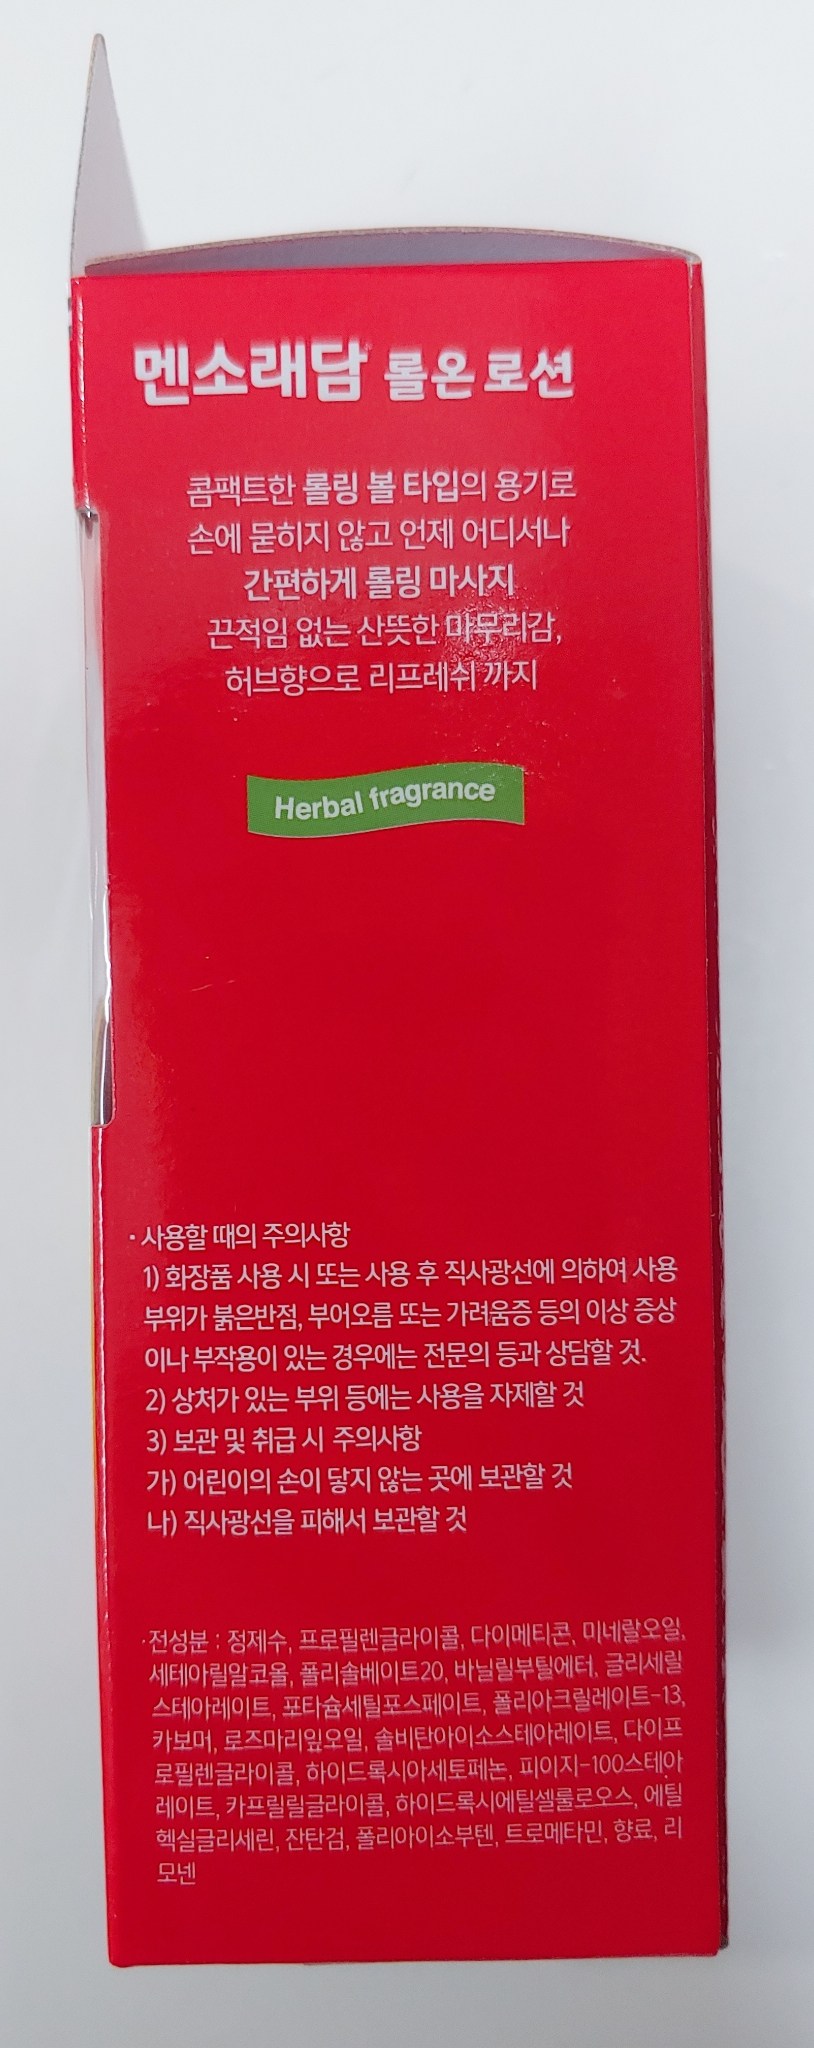 멘소래담 롤온 로션
콤팩트한 롤링 볼 타입의 용기로
손에 묻히지 않고 언제 어디서나
간편하게 롤링 마사지
끈적임 없는 산뜻한 마무리감,
허브향으로 리프레쉬 까지
Herbal fragrance
· 사용할 때의 주의사항
1) 화장품 사용 시 또는 사용 후 직사광선에 의하여 사용
부위가 붉은반점, 부어오름 또는 가려움증 등의 이상 증상
이나 부작용이 있는 경우에는 전문의 등과 상담할 것.
2) 상처가 있는 부위 등에는 사용을 자제할 것
3) 보관 및 취급 시 주의사항
가) 어린이의 손이 닿지 않는 곳에 보관할 것
나) 직사광선을 피해서 보관할 것
· 전성분 : 정제수, 프로필렌글라이콜, 다이메티콘, 미네랄오일,
세테아릴알코올, 폴리솔베이트20, 바닐릴부틸에터, 글리세릴
스테아레이트, 포타슘세틸포스페이트, 폴리아크릴레이트-13,
카보머, 로즈마리잎오일, 솔비탄아이소스테아레이트, 다이프
로필렌글라이콜, 하이드록시아세토페논, 피이지-100스테아
레이트, 카프릴릴글라이콜, 하이드록시에틸셀룰로오스, 에틸
헥실글리세린, 잔탄검, 폴리아이소부텐, 트로메타민, 향료, 리
모넨